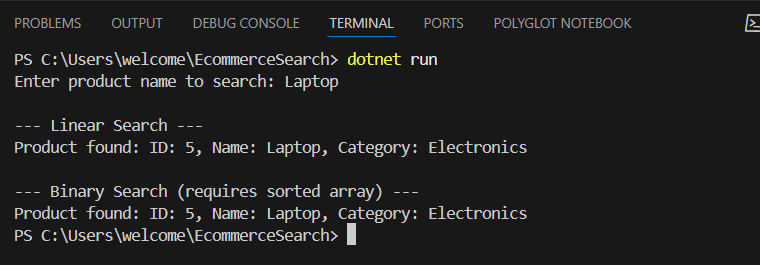 PROBLEMS OUTPUT DEBUG CONSOLE TERMINAL PORTS POLYGLOT NOTEBOOK
PS C:\Users\welcome\EcommerceSearch> dotnet run
Enter product name to search: Laptop
--- Linear Search ---
Product found: ID: 5, Name: Laptop, Category: Electronics
--- Binary Search (requires sorted array) ---
Product found: ID: 5, Name: Laptop, Category: Electronics
PS C:\Users\welcome\EcommerceSearch>